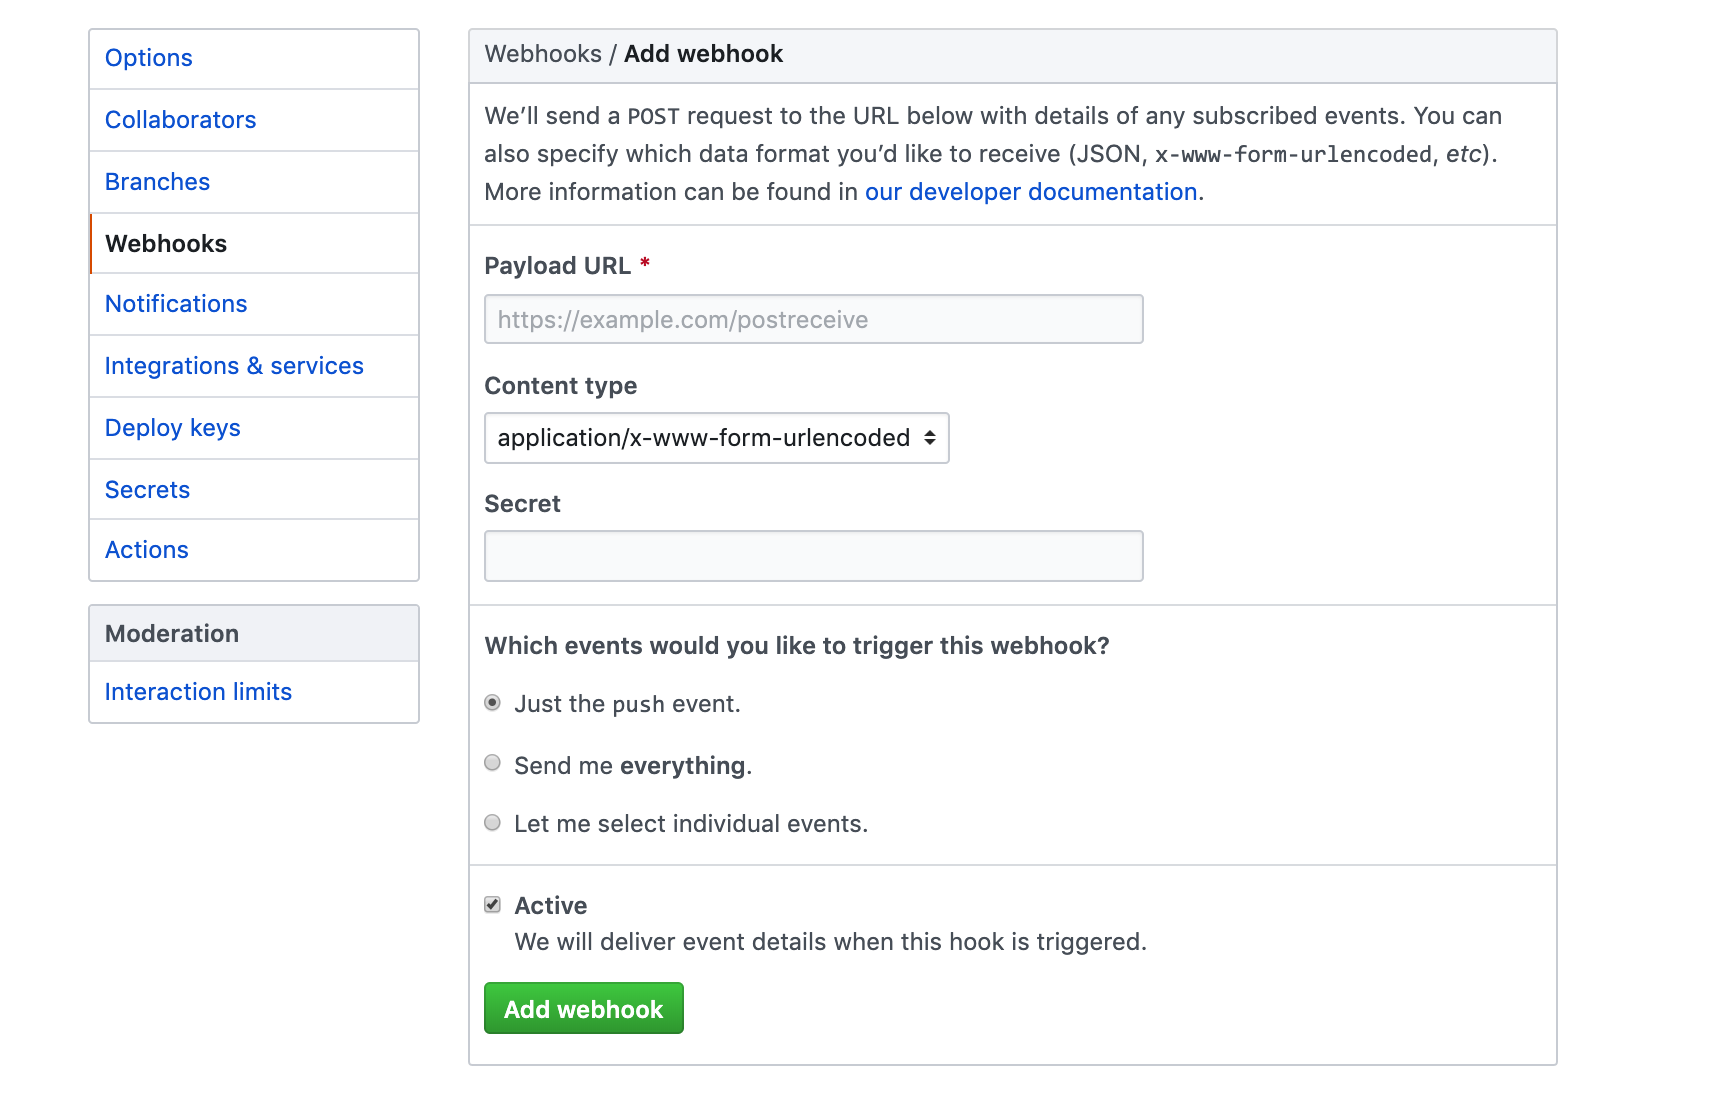 Options
Collaborators
Branches
Webhooks
Notifications
Integrations & services
Deploy keys
Secrets
Actions
Moderation
Interaction limits
Webhooks / Add webhook
We’ll send a POST request to the URL below with details of any subscribed events. You can
also specify which data format you’d like to receive (JSON, x-www-form-urlencoded, etc).
More information can be found in our developer documentation.
Payload URL *
https://example.com/postreceive
Content type
application/x-www-form-urlencoded
Secret
Which events would you like to trigger this webhook?
Just the push event.
Send me everything.
Let me select individual events.
Active
We will deliver event details when this hook is triggered.
Add webhook